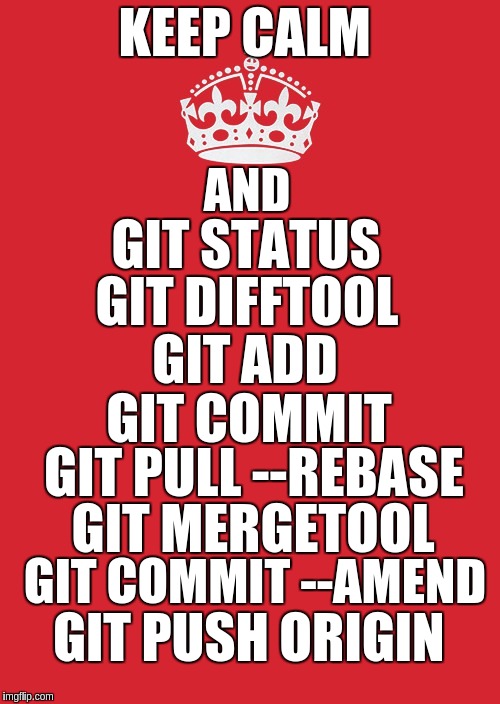 KEEP CALM
AND
GIT STATUS
GIT DIFFTOOL
GIT ADD
GIT COMMIT
GIT PULL --REBASE
GIT MERGETOOL
GIT COMMIT --AMEND
GIT PUSH ORIGIN
imgflip.com